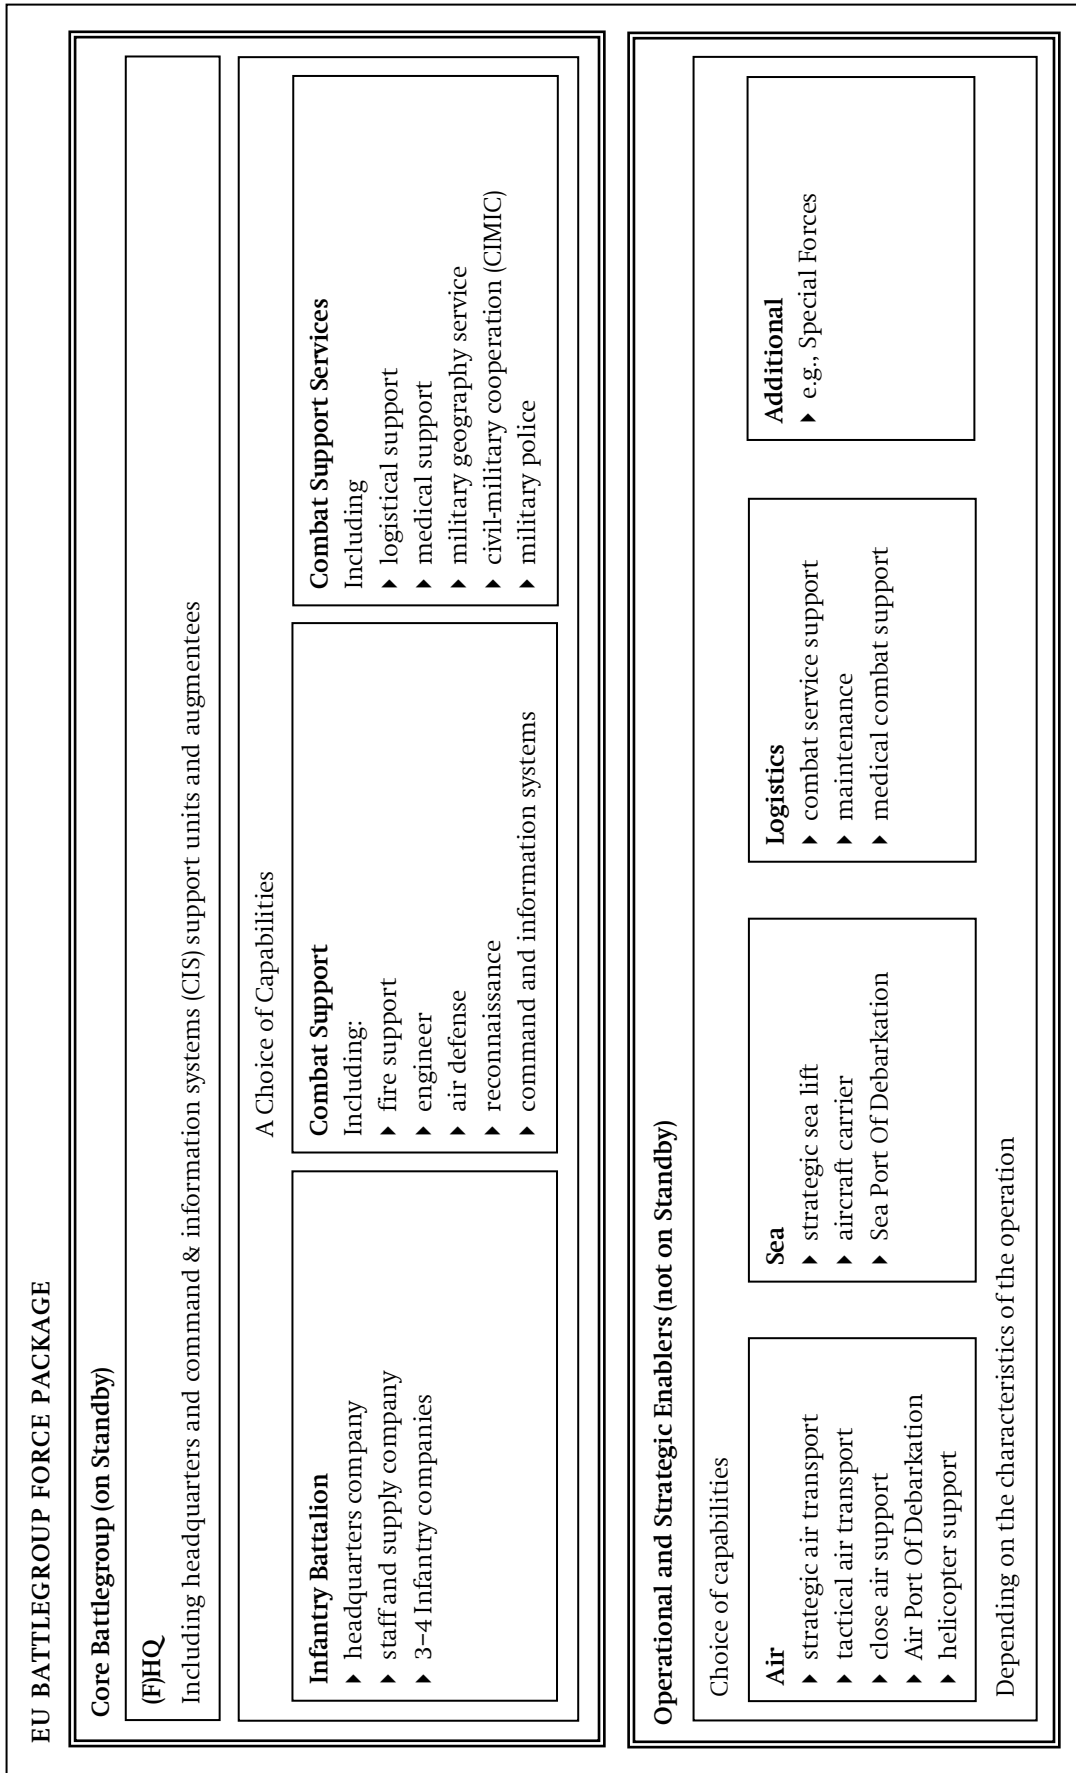 EU BATTLEGROUP FORCE PACKAGE
Core Battlegroup (on Standby)
(F)HQ
Including headquarters and command & information systems (CIS) support units and augmentees
A Choice of Capabilities
Infantry Battalion
▸ headquarters company
▸ staff and supply company
▸ 3–4 Infantry companies
Combat Support
Including:
▸ fire support
▸ engineer
▸ air defense
▸ reconnaissance
▸ command and information systems
Combat Support Services
Including
▸ logistical support
▸ medical support
▸ military geography service
▸ civil-military cooperation (CIMIC)
▸ military police
Operational and Strategic Enablers (not on Standby)
Choice of capabilities
Air
▸ strategic air transport
▸ tactical air transport
▸ close air support
▸ Air Port Of Debarkation
▸ helicopter support
Sea
▸ strategic sea lift
▸ aircraft carrier
▸ Sea Port Of Debarkation
Logistics
▸ combat service support
▸ maintenance
▸ medical combat support
Additional
▸ e.g., Special Forces
Depending on the characteristics of the operation